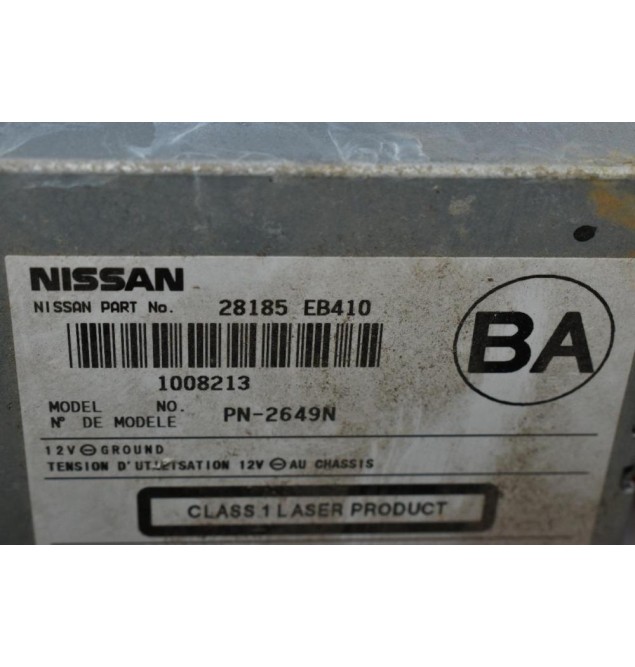 NISSAN
NISSAN PART No. 28185 EB410
BA
1008213
MODEL NO.
Nº DE MODELE PN-2649N
12V ⊖ GROUND
TENSION D'UTILISATION 12V ⊖ AU CHASSIS
CLASS 1 LASER PRODUCT